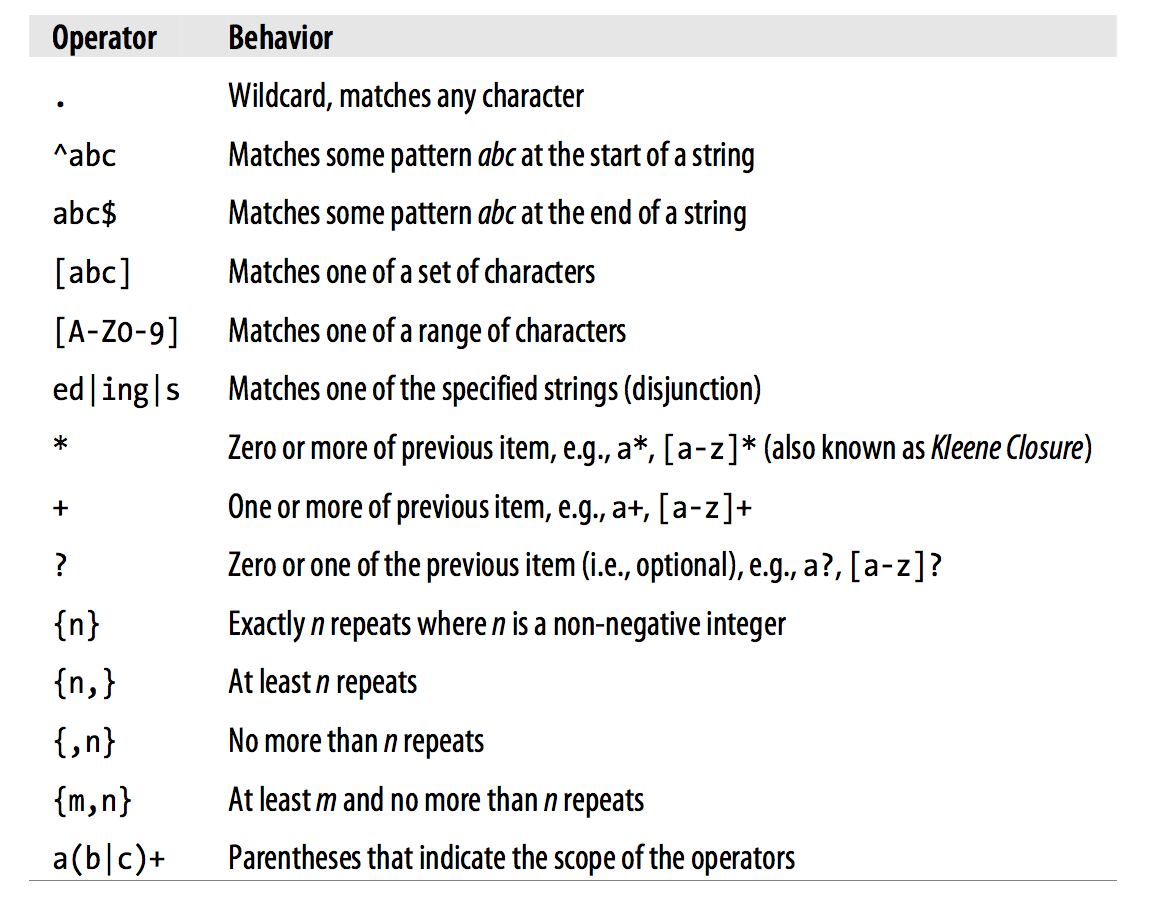 Operator Behavior
. Wildcard, matches any character
^abc Matches some pattern abc at the start of a string
abc$ Matches some pattern abc at the end of a string
[abc] Matches one of a set of characters
[A-Z0-9] Matches one of a range of characters
ed|ing|s Matches one of the specified strings (disjunction)
* Zero or more of previous item, e.g., a*, [a-z]* (also known as Kleene Closure)
+ One or more of previous item, e.g., a+, [a-z]+
? Zero or one of the previous item (i.e., optional), e.g., a?, [a-z]?
{n} Exactly n repeats where n is a non-negative integer
{n,} At least n repeats
{,n} No more than n repeats
{m,n} At least m and no more than n repeats
a(b|c)+ Parentheses that indicate the scope of the operators